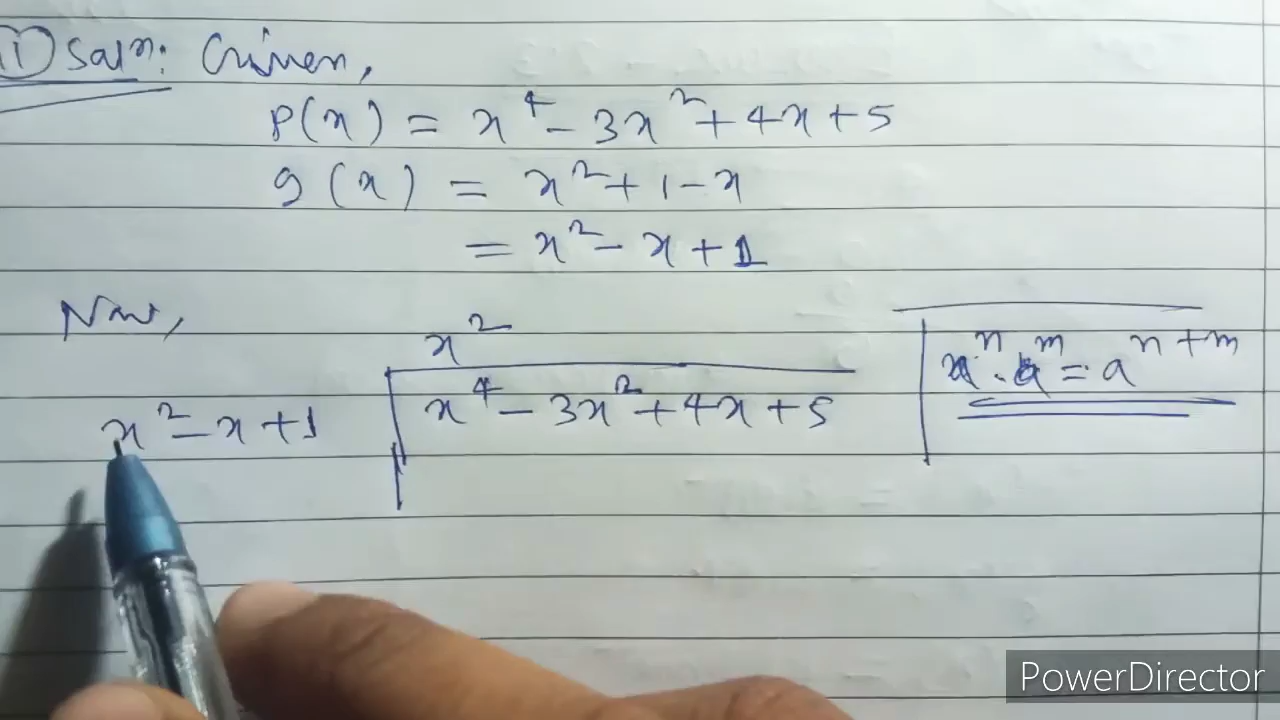 (i) Soln: Given,
p(x) = x⁴ - 3x² + 4x + 5
g(x) = x² + 1 - x
= x² - x + 1
Now,
x²
x² - x + 1 x⁴ - 3x² + 4x + 5
aⁿ · aᵐ = aⁿ⁺ᵐ
PowerDirector